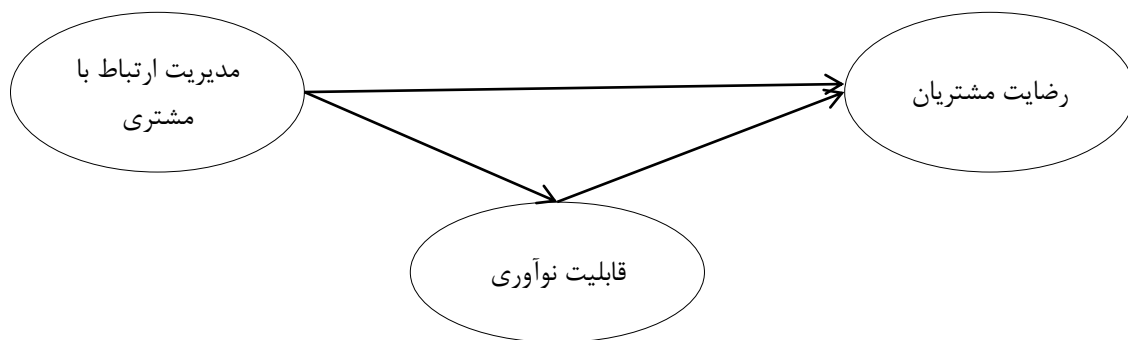 مدیریت ارتباط با
مشتری
رضایت مشتریان
قابلیت نوآوری